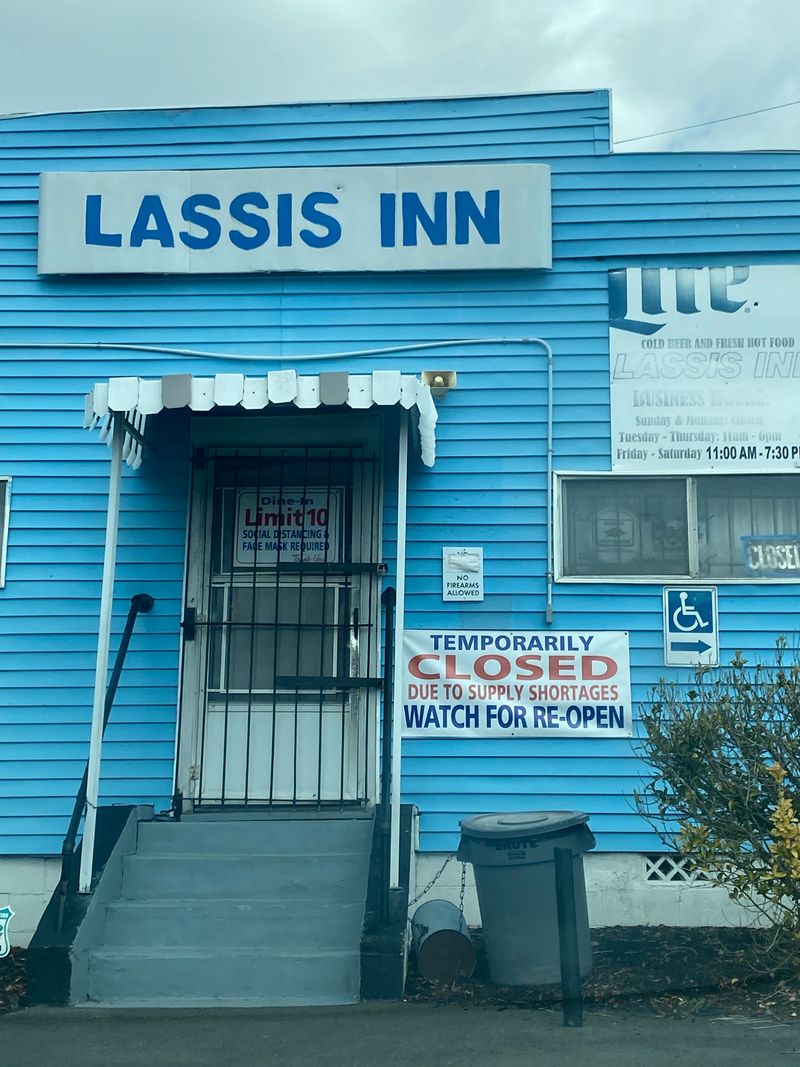 LASSIS INN
Lite
COLD BEER AND FRESH HOT FOOD
LASSIS INN
BUSINESS HOURS:
Sunday & Monday: Closed
Tuesday - Thursday: 11am - 6pm
Friday - Saturday 11:00 AM - 7:30 P
Dine-In
Limit 10
SOCIAL DISTANCING &
FACE MASK REQUIRED
Thank You
NO
FIREARMS
ALLOWED
CLOSED
TEMPORARILY
CLOSED
DUE TO SUPPLY SHORTAGES
WATCH FOR RE-OPEN
BRUTE